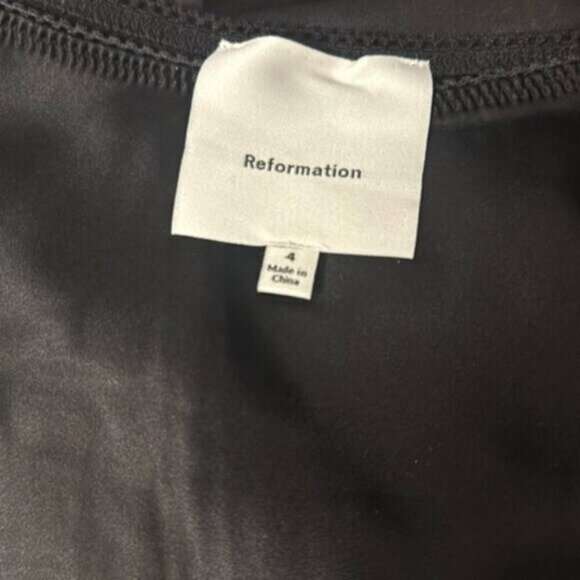 Reformation
4
Made in
China